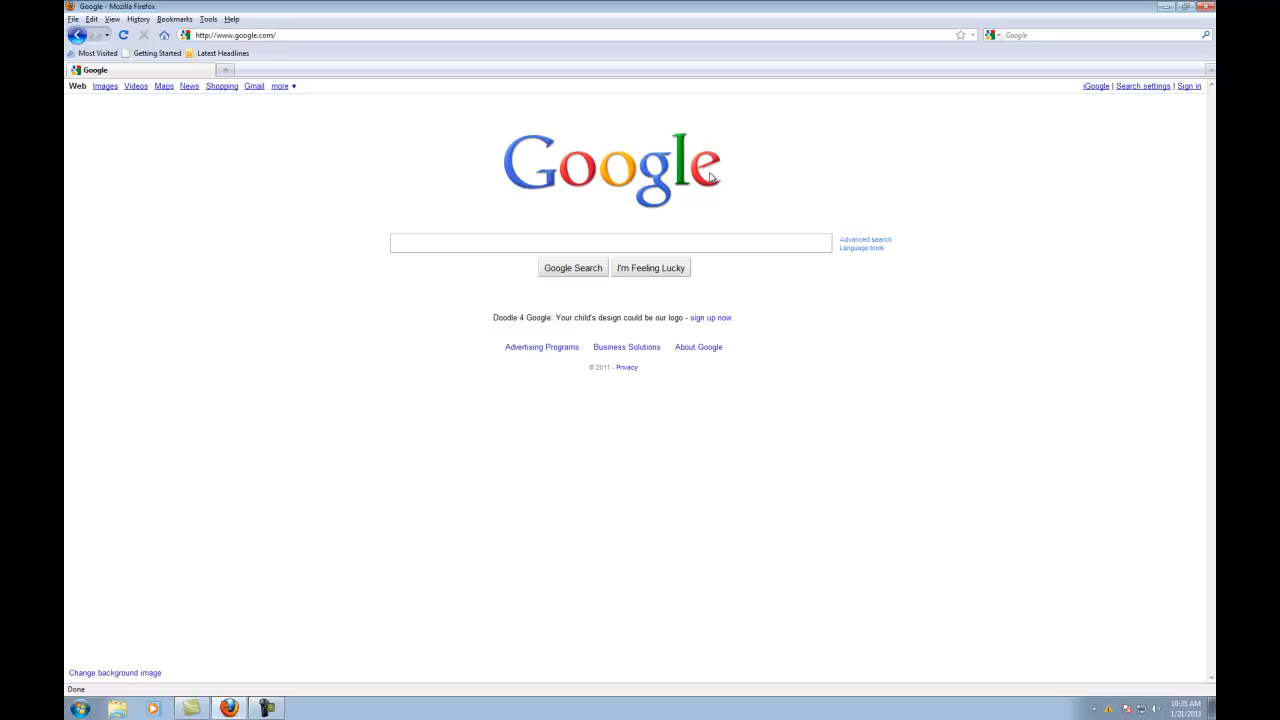 Google - Mozilla Firefox
File Edit View History Bookmarks Tools Help
http://www.google.com/ Google
Most Visited Getting Started Latest Headlines
Google
Web Images Videos Maps News Shopping Gmail more ▼ iGoogle | Search settings | Sign in
Google
Advanced search
Language tools
Google Search I'm Feeling Lucky
Doodle 4 Google: Your child's design could be our logo - sign up now.
Advertising Programs Business Solutions About Google
© 2011 - Privacy
Change background image
Done
10:35 AM
1/21/2011